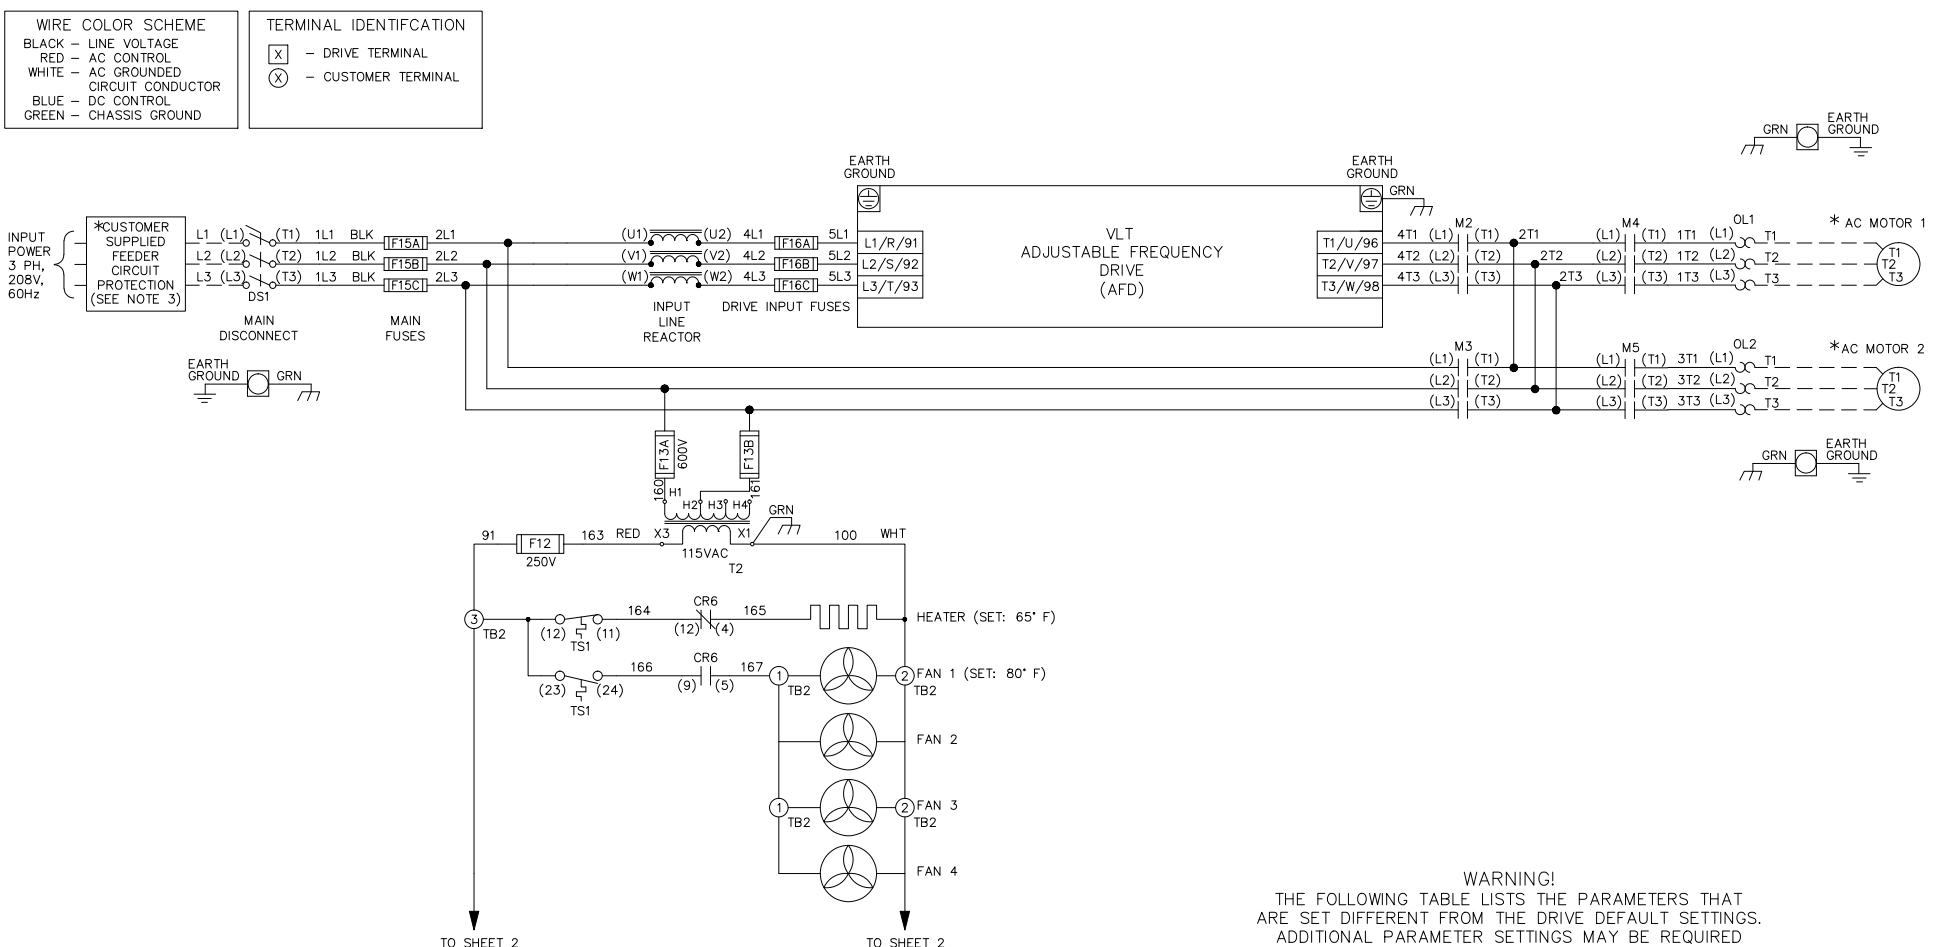 WIRE COLOR SCHEME
BLACK – LINE VOLTAGE
RED – AC CONTROL
WHITE – AC GROUNDED
CIRCUIT CONDUCTOR
BLUE – DC CONTROL
GREEN – CHASSIS GROUND
TERMINAL IDENTIFCATION
X – DRIVE TERMINAL
X – CUSTOMER TERMINAL
GRN
EARTH
GROUND
EARTH
GROUND
EARTH
GROUND
GRN
INPUT
POWER
3 PH,
208V,
60Hz
*CUSTOMER
SUPPLIED
FEEDER
CIRCUIT
PROTECTION
(SEE NOTE 3)
L1 (L1) (T1) 1L1 BLK F15A 2L1 (U1) (U2) 4L1 F16A 5L1 L1/R/91
L2 (L2) (T2) 1L2 BLK F15B 2L2 (V1) (V2) 4L2 F16B 5L2 L2/S/92
L3 (L3) (T3) 1L3 BLK F15C 2L3 (W1) (W2) 4L3 F16C 5L3 L3/T/93
DS1
MAIN
DISCONNECT
MAIN
FUSES
INPUT
LINE
REACTOR
DRIVE INPUT FUSES
VLT
ADJUSTABLE FREQUENCY
DRIVE
(AFD)
M2 M4 OL1 * AC MOTOR 1
T1/U/96 4T1 (L1) (T1) 2T1 (L1) (T1) 1T1 (L1) T1 T1
T2/V/97 4T2 (L2) (T2) 2T2 (L2) (T2) 1T2 (L2) T2 T2
T3/W/98 4T3 (L3) (T3) 2T3 (L3) (T3) 1T3 (L3) T3 T3
EARTH
GROUND
GRN
M3 M5 OL2 *AC MOTOR 2
(L1) (T1) (L1) (T1) 3T1 (L1) T1 T1
(L2) (T2) (L2) (T2) 3T2 (L2) T2 T2
(L3) (T3) (L3) (T3) 3T3 (L3) T3 T3
GRN
EARTH
GROUND
F13A
600V
F13B
160
161
H1
H2 H3 H4
GRN
91 F12 163 RED X3 X1 100 WHT
250V
115VAC
T2
3
TB2
164 CR6 165 HEATER (SET: 65° F)
(12) (11) (12) (4)
TS1
166 CR6 167 1 2 FAN 1 (SET: 80° F)
(23) (24) (9) (5) TB2 TB2
TS1
FAN 2
1 2 FAN 3
TB2 TB2
FAN 4
TO SHEET 2
TO SHEET 2
WARNING!
THE FOLLOWING TABLE LISTS THE PARAMETERS THAT
ARE SET DIFFERENT FROM THE DRIVE DEFAULT SETTINGS.
ADDITIONAL PARAMETER SETTINGS MAY BE REQUIRED